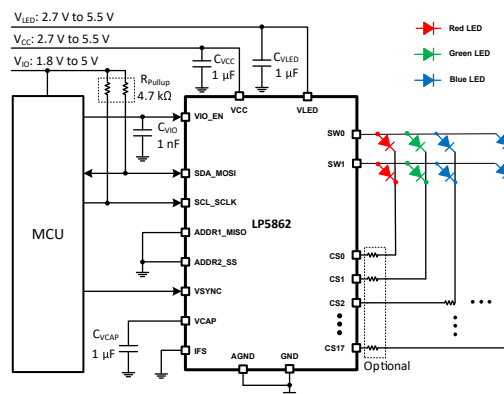 V_LED: 2.7 V to 5.5 V
V_CC: 2.7 V to 5.5 V
V_IO: 1.8 V to 5 V
R_Pullup
4.7 kΩ
C_VCC
1 μF
C_VLED
1 μF
Red LED
Green LED
Blue LED
VCC
VLED
VIO_EN
C_VIO
1 nF
SW0
SW1
SDA_MOSI
SCL_SCLK
MCU
LP5862
ADDR1_MISO
ADDR2_SS
CS0
CS1
CS2
VSYNC
VCAP
C_VCAP
1 μF
IFS
CS17
AGND
GND
Optional